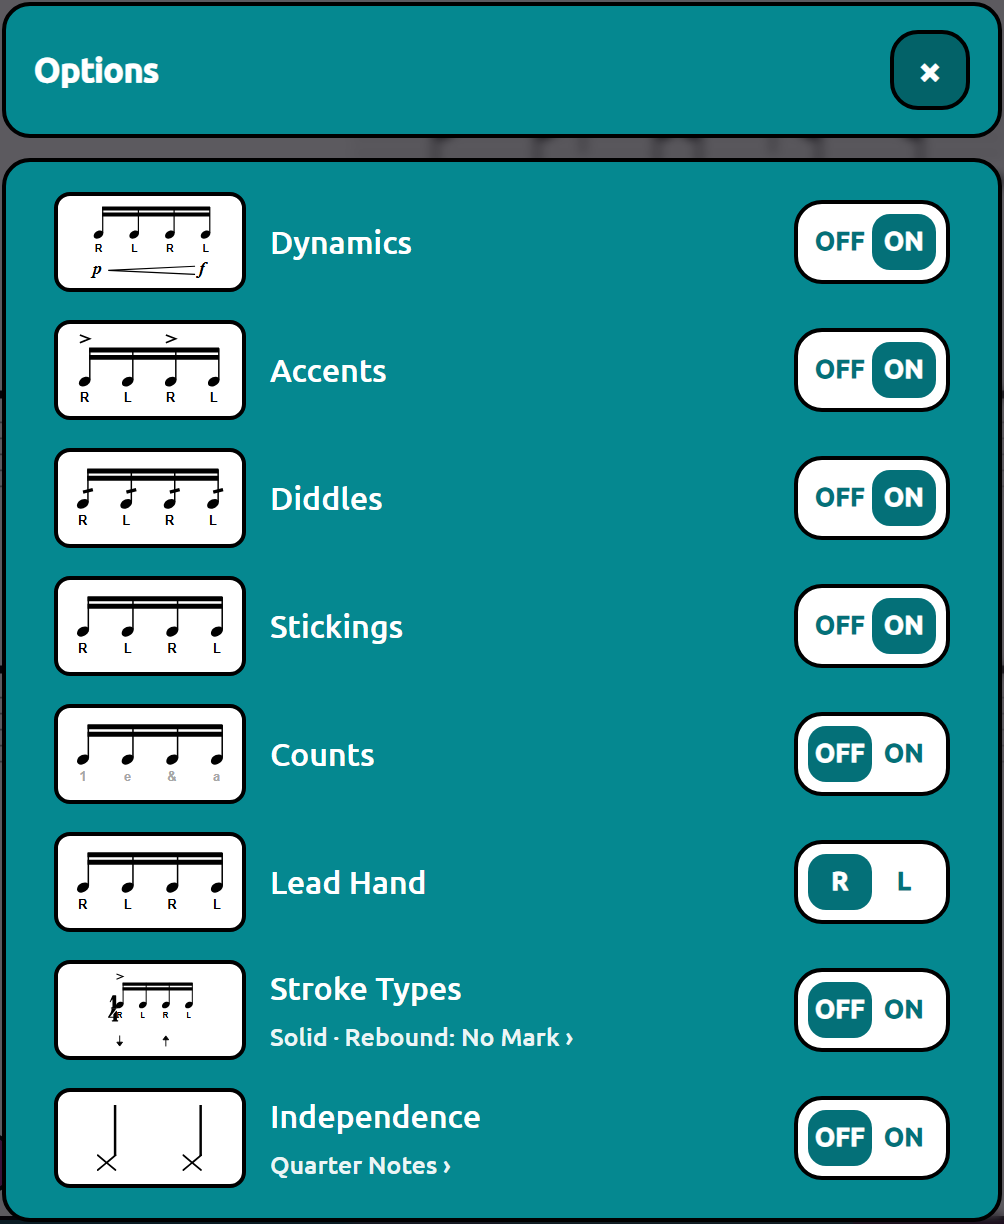 Options
×
R L R L
p f
Dynamics
OFF ON
R L R L
Accents
OFF ON
R L R L
Diddles
OFF ON
R L R L
Stickings
OFF ON
1 e & a
Counts
OFF ON
R L R L
Lead Hand
R L
R L R L
Stroke Types
Solid · Rebound: No Mark ›
OFF ON
Independence
Quarter Notes ›
OFF ON